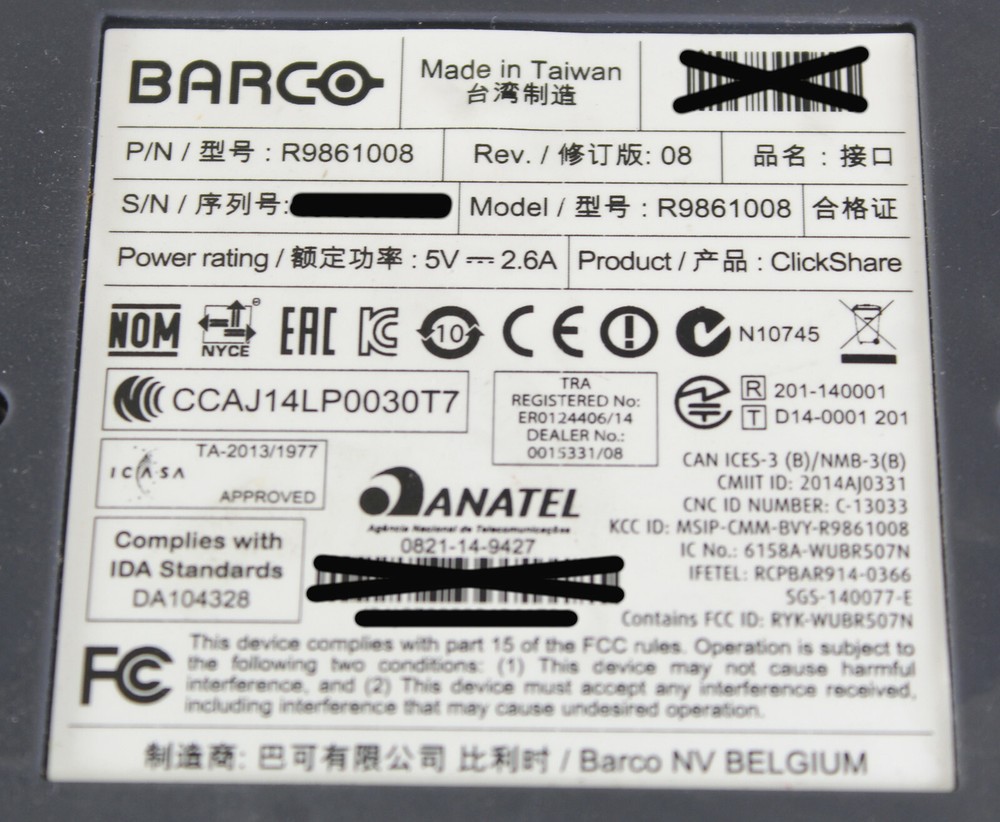 BARCO
Made in Taiwan
台湾制造
P/N / 型号 : R9861008
Rev. / 修订版: 08
品名 : 接口
S/N / 序列号:
Model / 型号 : R9861008
合格证
Power rating / 额定功率 : 5V ⎓ 2.6A
Product / 产品 : ClickShare
NOM
NYCE
EAC
KC
10
CE
N10745
CCAJ14LP0030T7
TRA
REGISTERED No:
ER0124406/14
DEALER No.:
0015331/08
R 201-140001
T D14-0001 201
TA-2013/1977
ICASA
APPROVED
ANATEL
Agência Nacional de Telecomunicações
0821-14-9427
CAN ICES-3 (B)/NMB-3(B)
CMIIT ID: 2014AJ0331
CNC ID NUMBER: C-13033
KCC ID: MSIP-CMM-BVY-R9861008
IC No.: 6158A-WUBR507N
IFETEL: RCPBAR914-0366
SGS-140077-E
Contains FCC ID: RYK-WUBR507N
Complies with
IDA Standards
DA104328
FC
This device complies with part 15 of the FCC rules. Operation is subject to
the following two conditions: (1) This device may not cause harmful
interference, and (2) This device must accept any interference received,
including interference that may cause undesired operation.
制造商: 巴可有限公司 比利时 / Barco NV BELGIUM